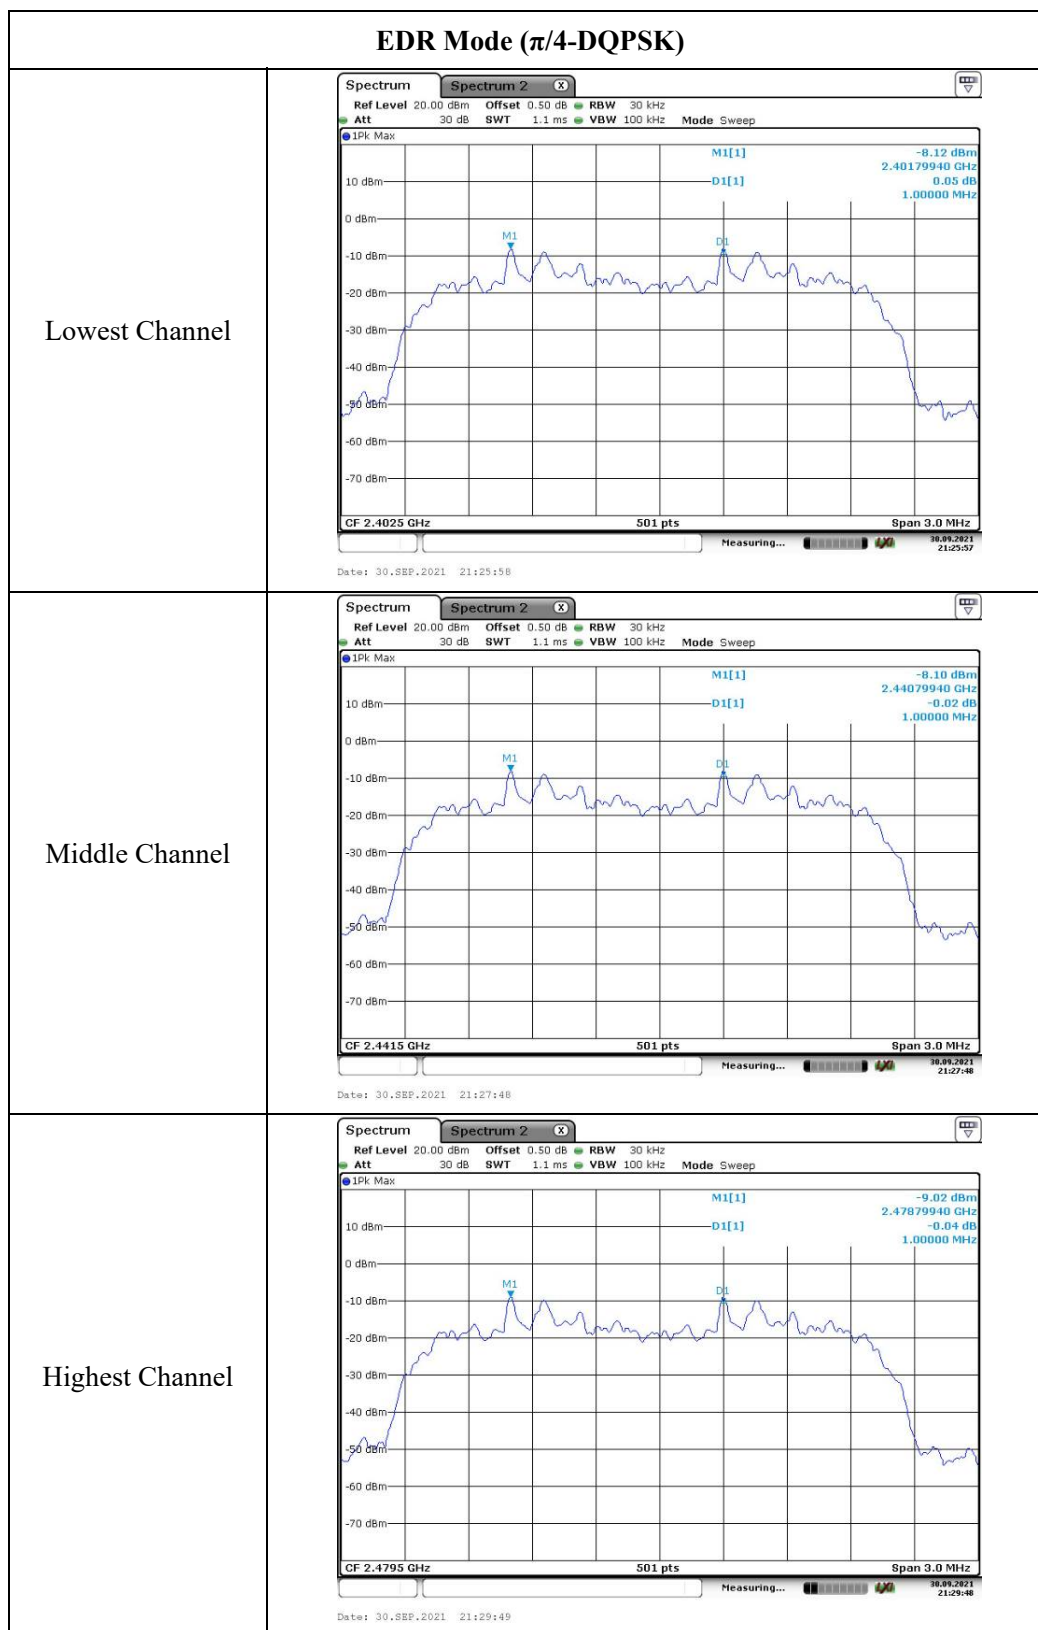 EDR Mode (π/4-DQPSK)
Lowest Channel
Spectrum Spectrum 2 X
Ref Level 20.00 dBm Offset 0.50 dB RBW 30 kHz
Att 30 dB SWT 1.1 ms VBW 100 kHz Mode Sweep
1Pk Max
M1[1] -8.12 dBm
2.40179940 GHz
10 dBm D1[1] 0.05 dB
1.00000 MHz
0 dBm
M1 D1
-10 dBm
-20 dBm
-30 dBm
-40 dBm
-50 dBm
-60 dBm
-70 dBm
CF 2.4025 GHz 501 pts Span 3.0 MHz
Measuring... LXI 30.09.2021
21:25:57
Date: 30.SEP.2021 21:25:58
Middle Channel
Spectrum Spectrum 2 X
Ref Level 20.00 dBm Offset 0.50 dB RBW 30 kHz
Att 30 dB SWT 1.1 ms VBW 100 kHz Mode Sweep
1Pk Max
M1[1] -8.10 dBm
2.44079940 GHz
10 dBm D1[1] -0.02 dB
1.00000 MHz
0 dBm
M1 D1
-10 dBm
-20 dBm
-30 dBm
-40 dBm
-50 dBm
-60 dBm
-70 dBm
CF 2.4415 GHz 501 pts Span 3.0 MHz
Measuring... LXI 30.09.2021
21:27:48
Date: 30.SEP.2021 21:27:48
Highest Channel
Spectrum Spectrum 2 X
Ref Level 20.00 dBm Offset 0.50 dB RBW 30 kHz
Att 30 dB SWT 1.1 ms VBW 100 kHz Mode Sweep
1Pk Max
M1[1] -9.02 dBm
2.47879940 GHz
10 dBm D1[1] -0.04 dB
1.00000 MHz
0 dBm
M1 D1
-10 dBm
-20 dBm
-30 dBm
-40 dBm
-50 dBm
-60 dBm
-70 dBm
CF 2.4795 GHz 501 pts Span 3.0 MHz
Measuring... LXI 30.09.2021
21:29:48
Date: 30.SEP.2021 21:29:49